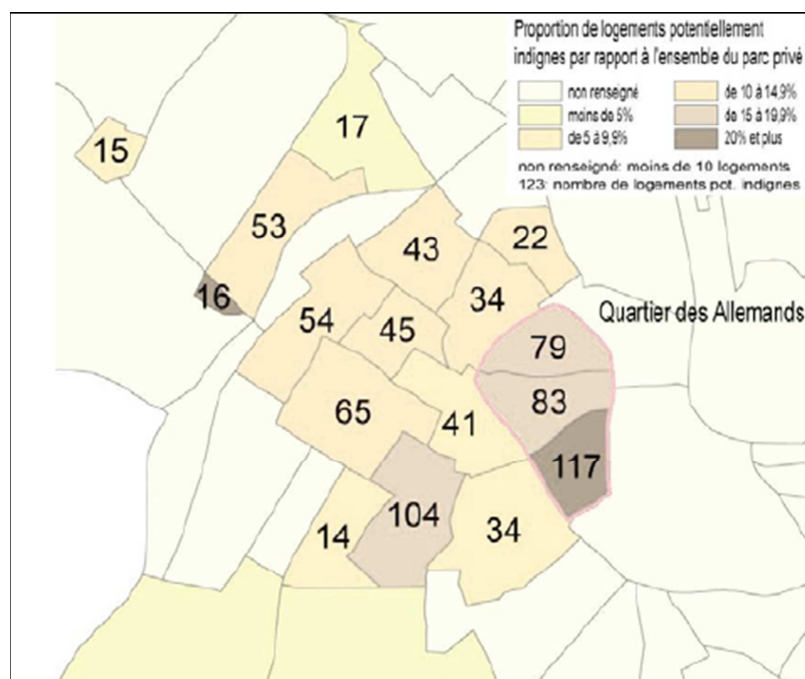 Proportion de logements potentiellement
indignes par rapport à l'ensemble du parc privé
non renseigné
de 10 à 14,9%
moins de 5%
de 15 à 19,9%
de 5 à 9,9%
20% et plus
non renseigné: moins de 10 logements
123: nombre de logements pot. indignes
17
15
53
43
22
16
54
45
34
Quartier des Allemands
79
65
41
83
117
14
104
34